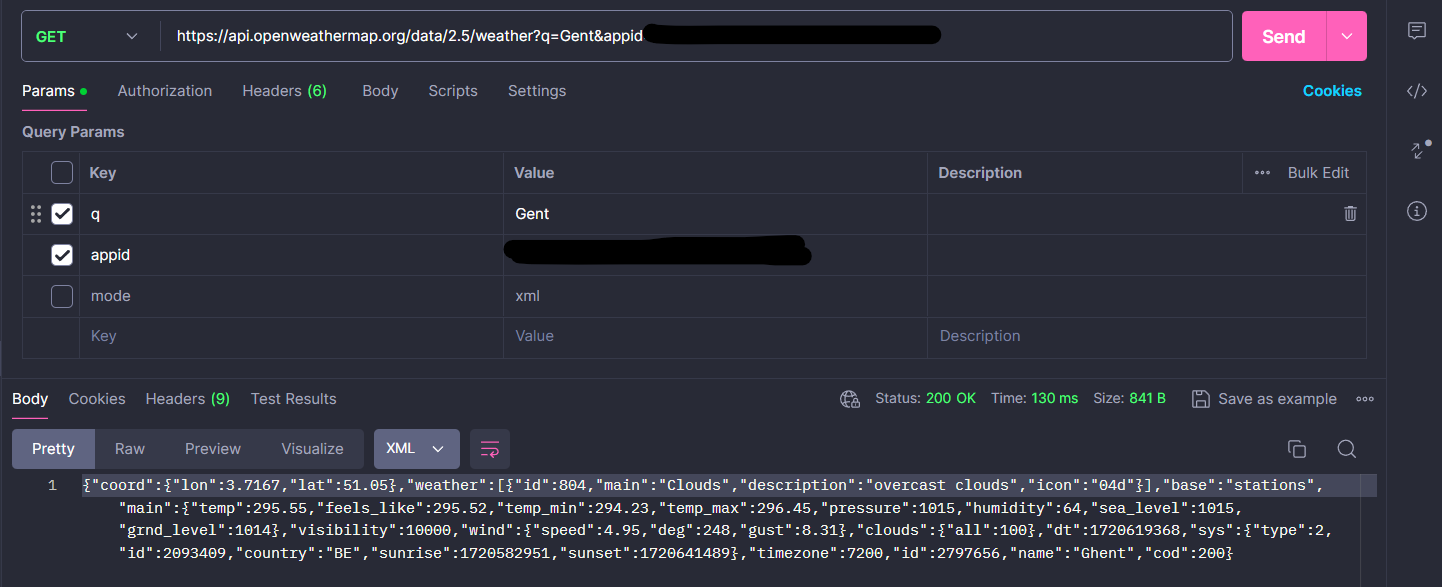 GET https://api.openweathermap.org/data/2.5/weather?q=Gent&appid Send
Params Authorization Headers (6) Body Scripts Settings Cookies
Query Params
Key Value Description Bulk Edit
q Gent
appid
mode xml
Key Value Description
Body Cookies Headers (9) Test Results Status: 200 OK Time: 130 ms Size: 841 B Save as example
Pretty Raw Preview Visualize XML
1 {"coord":{"lon":3.7167,"lat":51.05},"weather":[{"id":804,"main":"Clouds","description":"overcast clouds","icon":"04d"}],"base":"stations",
"main":{"temp":295.55,"feels_like":295.52,"temp_min":294.23,"temp_max":296.45,"pressure":1015,"humidity":64,"sea_level":1015,
"grnd_level":1014},"visibility":10000,"wind":{"speed":4.95,"deg":248,"gust":8.31},"clouds":{"all":100},"dt":1720619368,"sys":{"type":2,
"id":2093409,"country":"BE","sunrise":1720582951,"sunset":1720641489},"timezone":7200,"id":2797656,"name":"Ghent","cod":200}